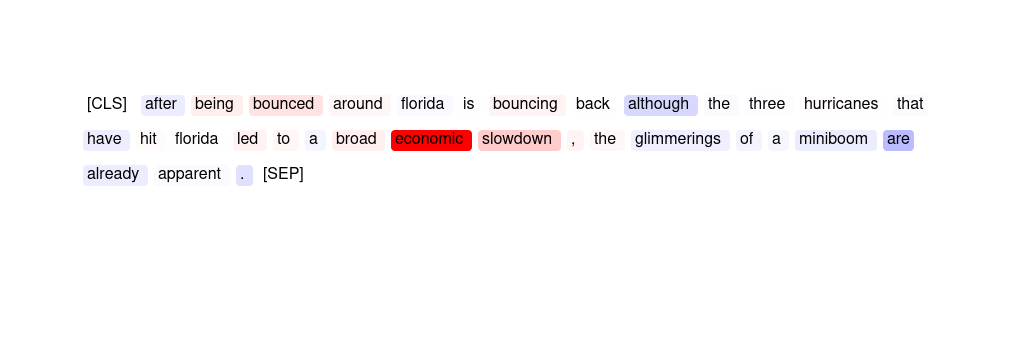 [CLS] after being bounced around florida is bouncing back although the three hurricanes that
have hit florida led to a broad economic slowdown , the glimmerings of a miniboom are
already apparent . [SEP]